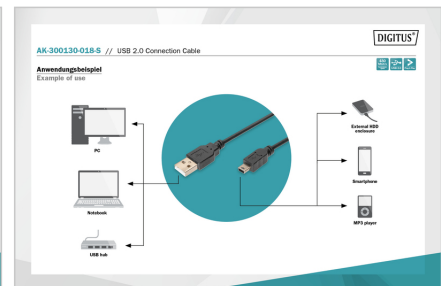 DIGITUS®
AK-300130-018-S // USB 2.0 Connection Cable
Anwendungsbeispiel
Example of use
PC
Notebook
USB hub
External HDD
enclosure
Smartphone
MP3 player